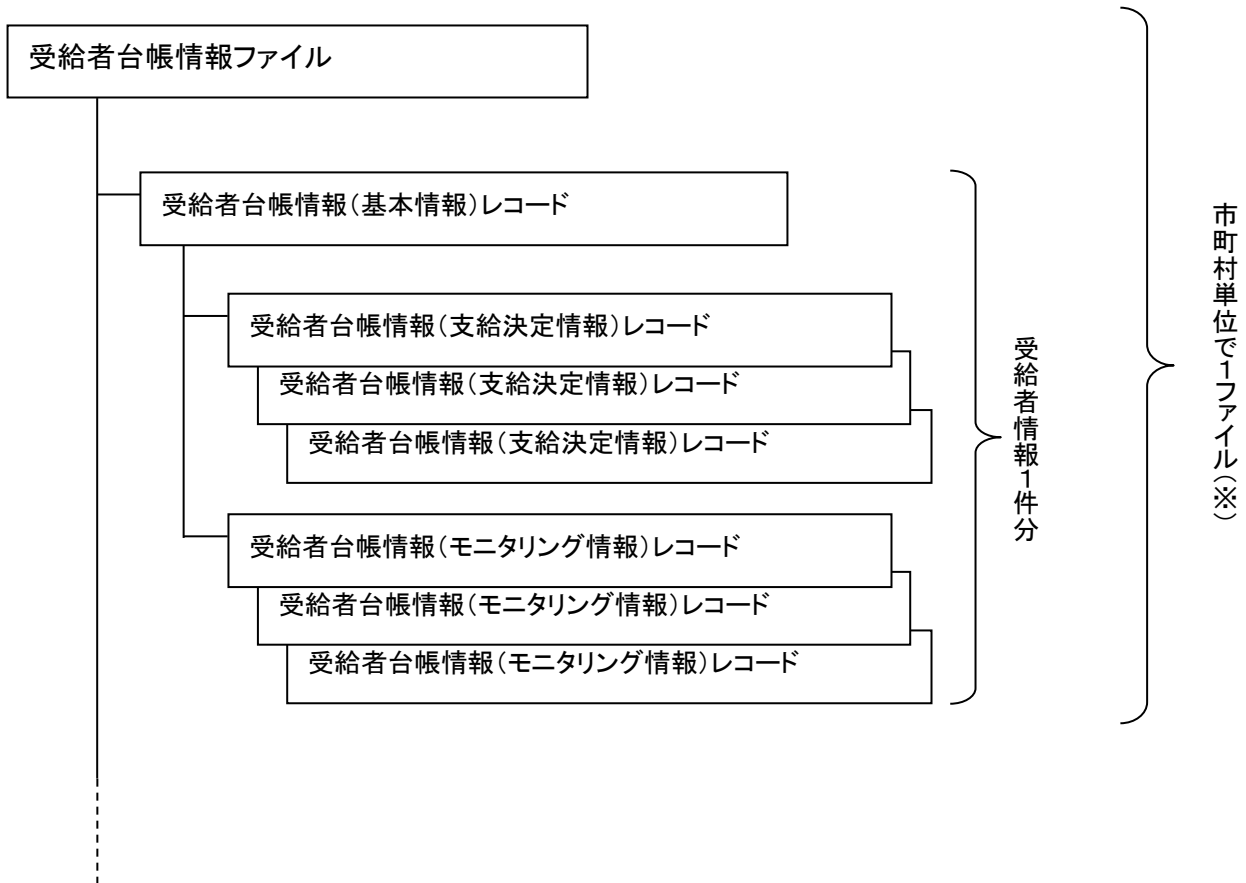 受給者台帳情報ファイル
受給者台帳情報（基本情報）レコード
受給者台帳情報（支給決定情報）レコード
受給者台帳情報（支給決定情報）レコード
受給者台帳情報（支給決定情報）レコード
受給者台帳情報（モニタリング情報）レコード
受給者台帳情報（モニタリング情報）レコード
受給者台帳情報（モニタリング情報）レコード
受給者情報１件分
市町村単位で１ファイル（※）